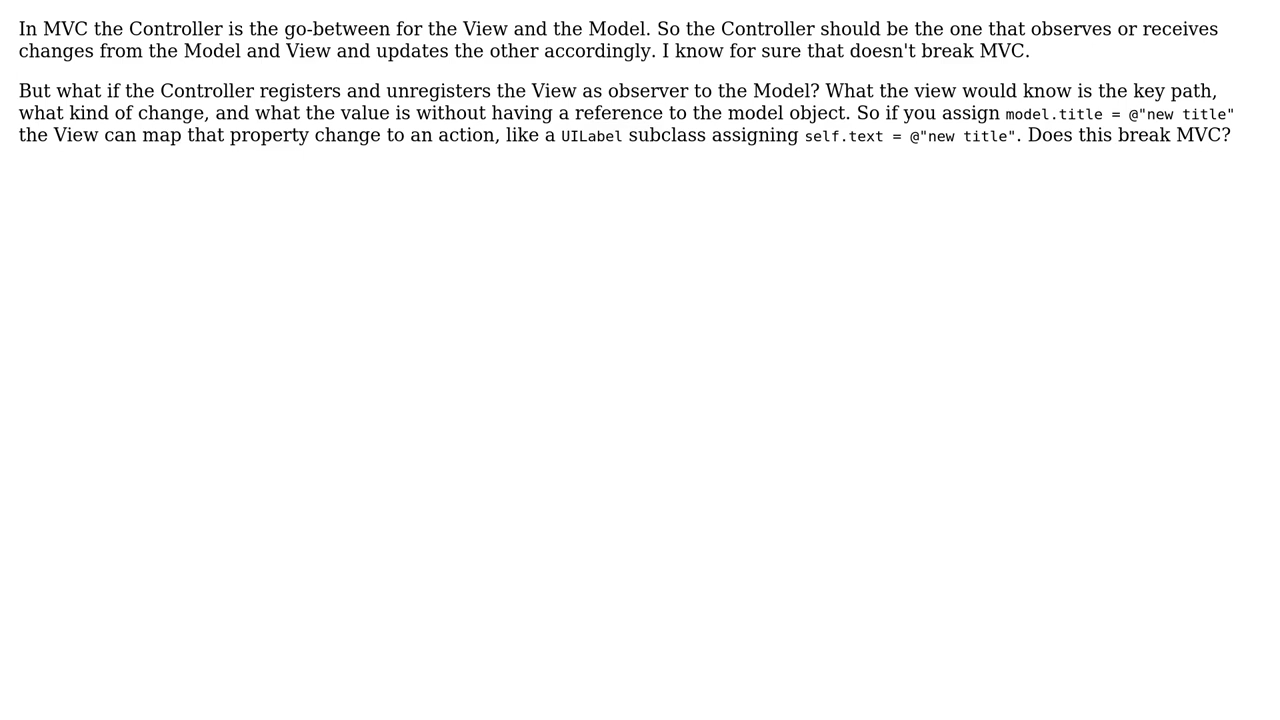 In MVC the Controller is the go-between for the View and the Model. So the Controller should be the one that observes or receives
changes from the Model and View and updates the other accordingly. I know for sure that doesn't break MVC.
But what if the Controller registers and unregisters the View as observer to the Model? What the view would know is the key path,
what kind of change, and what the value is without having a reference to the model object. So if you assign model.title = @"new title"
the View can map that property change to an action, like a UILabel subclass assigning self.text = @"new title". Does this break MVC?